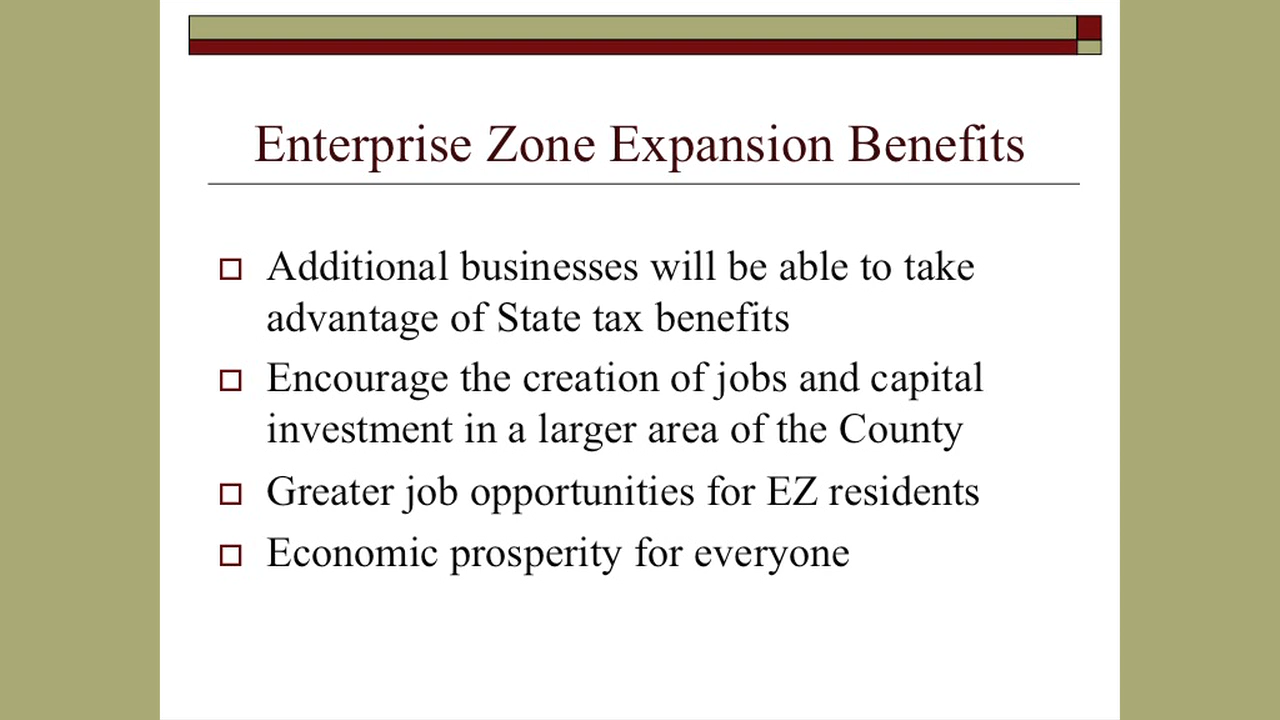 Enterprise Zone Expansion Benefits
Additional businesses will be able to take
advantage of State tax benefits
Encourage the creation of jobs and capital
investment in a larger area of the County
Greater job opportunities for EZ residents
Economic prosperity for everyone